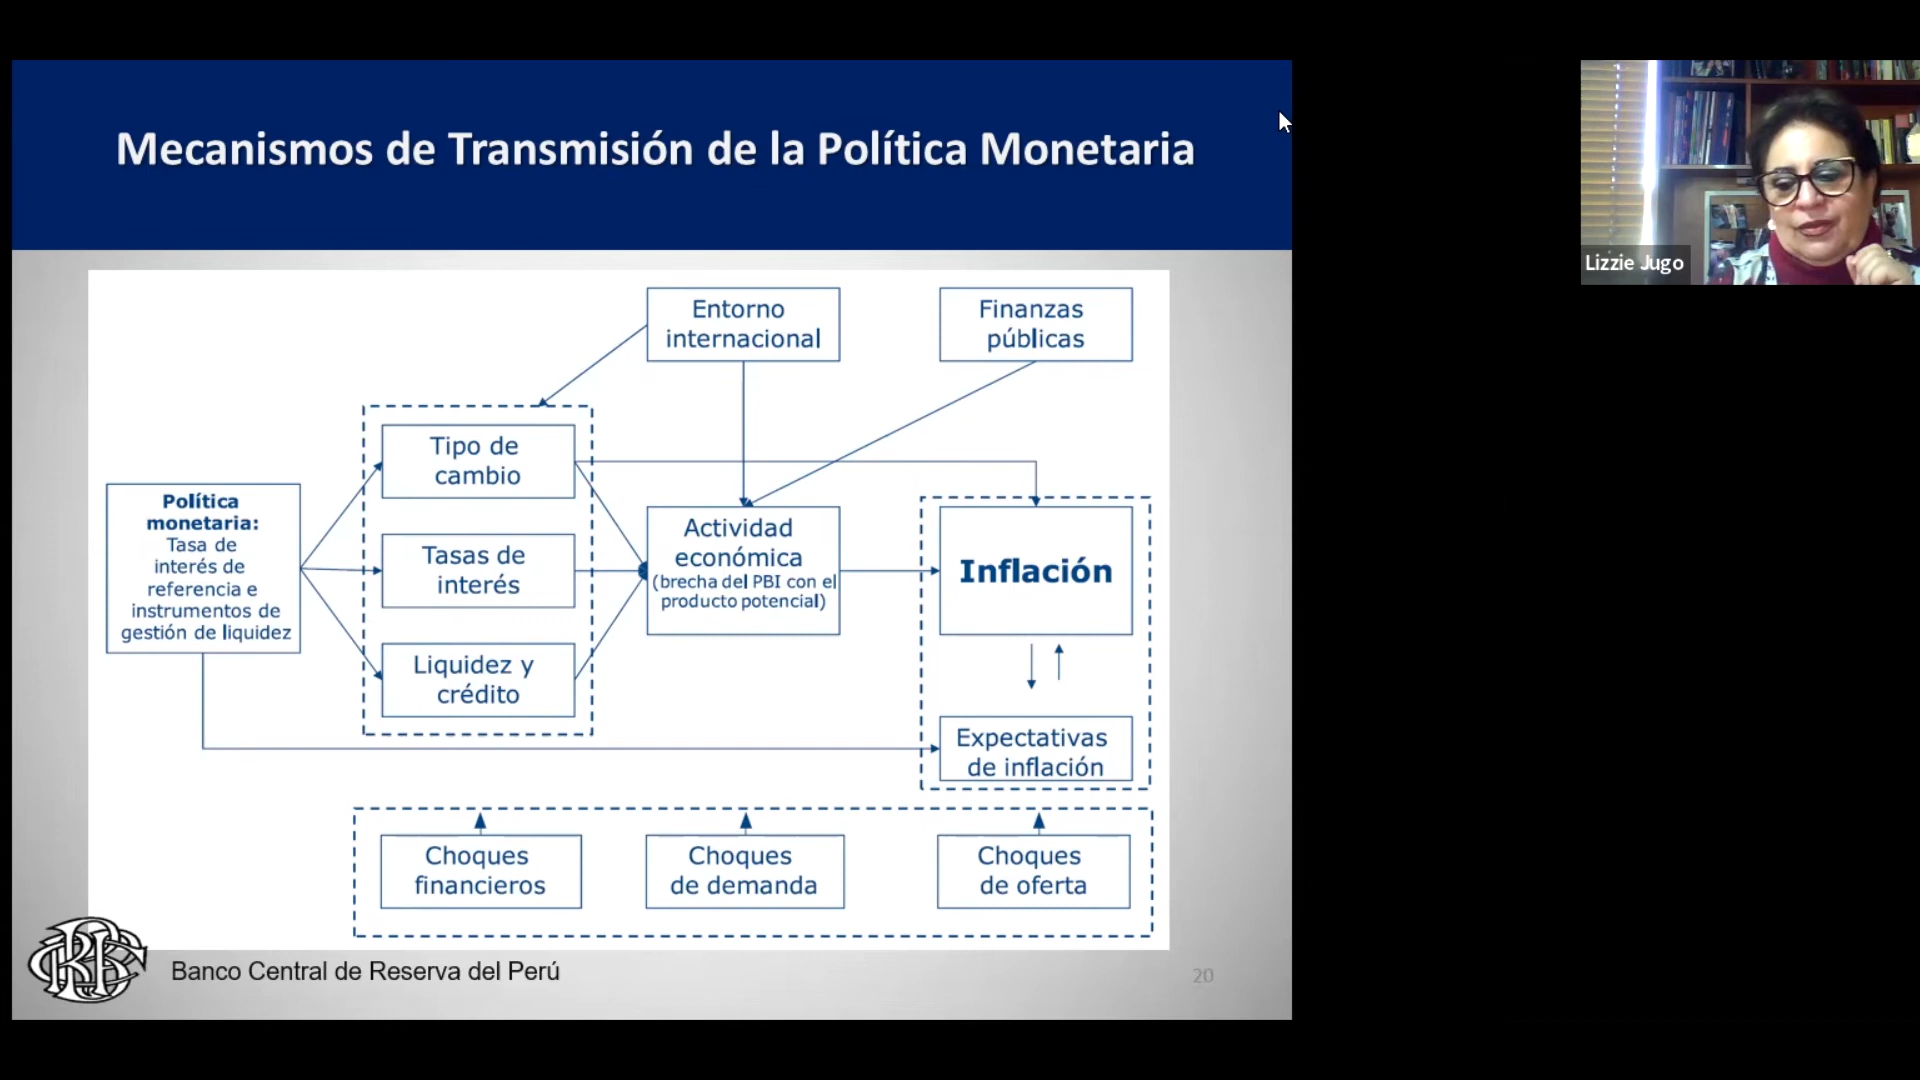 Mecanismos de Transmisión de la Política Monetaria
Lizzie Jugo
Entorno
internacional
Finanzas
públicas
Tipo de
cambio
Política
monetaria:
Tasa de
interés de
referencia e
instrumentos de
gestión de liquidez
Tasas de
interés
Liquidez y
crédito
Actividad
económica
(brecha del PBI con el
producto potencial)
Inflación
Expectativas
de inflación
Choques
financieros
Choques
de demanda
Choques
de oferta
Banco Central de Reserva del Perú
20